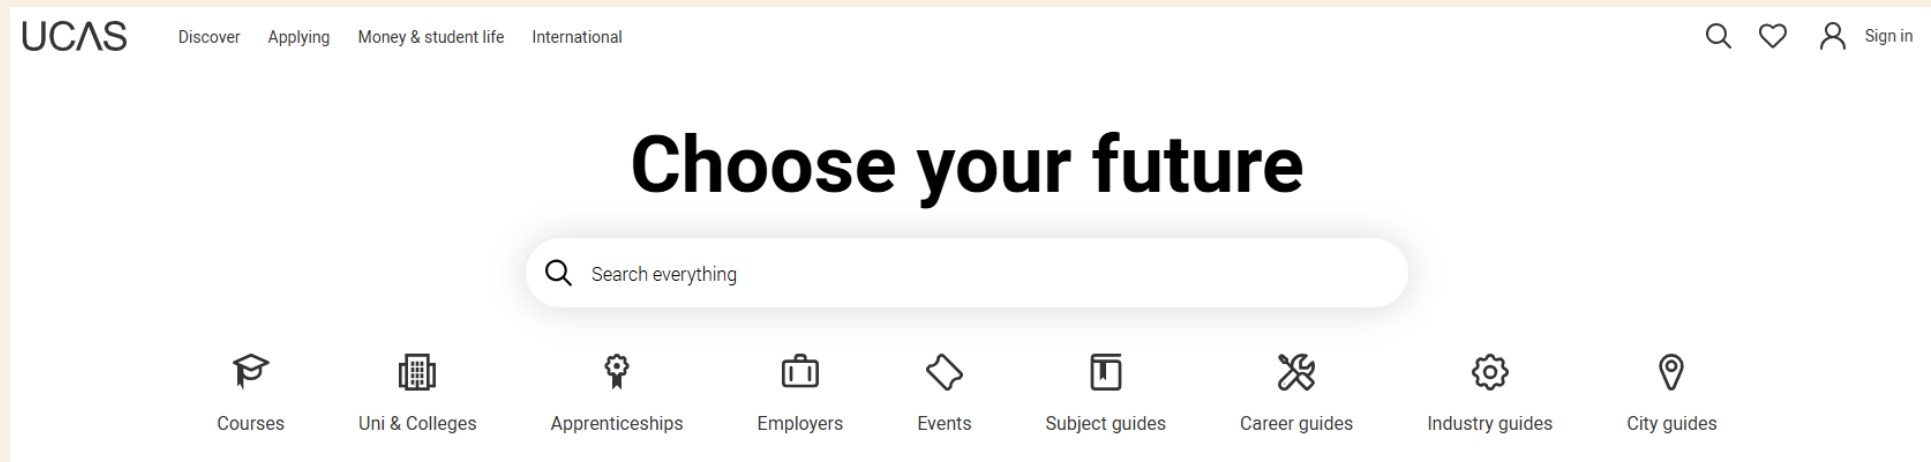 UCAS Discover Applying Money & student life International Sign in
Choose your future
Search everything
Courses Uni & Colleges Apprenticeships Employers Events Subject guides Career guides Industry guides City guides